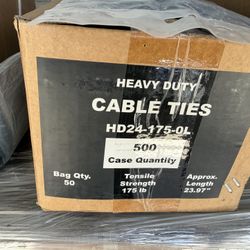 HEAVY DUTY
CABLE TIES
HD24-175-0L
500
Case Quantity
Bag Qty. Tensile Approx.
50 Strength Length
175 lb 23.97"